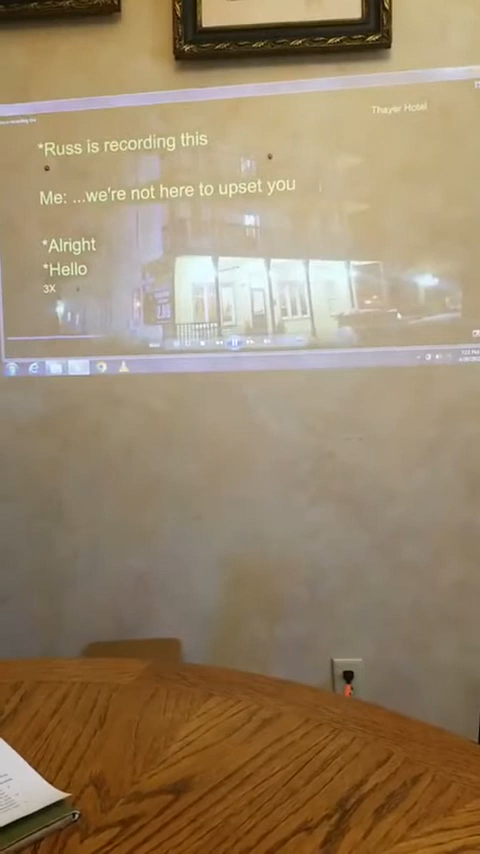 Thayer Hotel
*Russ is recording this
Me: ...we're not here to upset you
*Alright
*Hello
3X